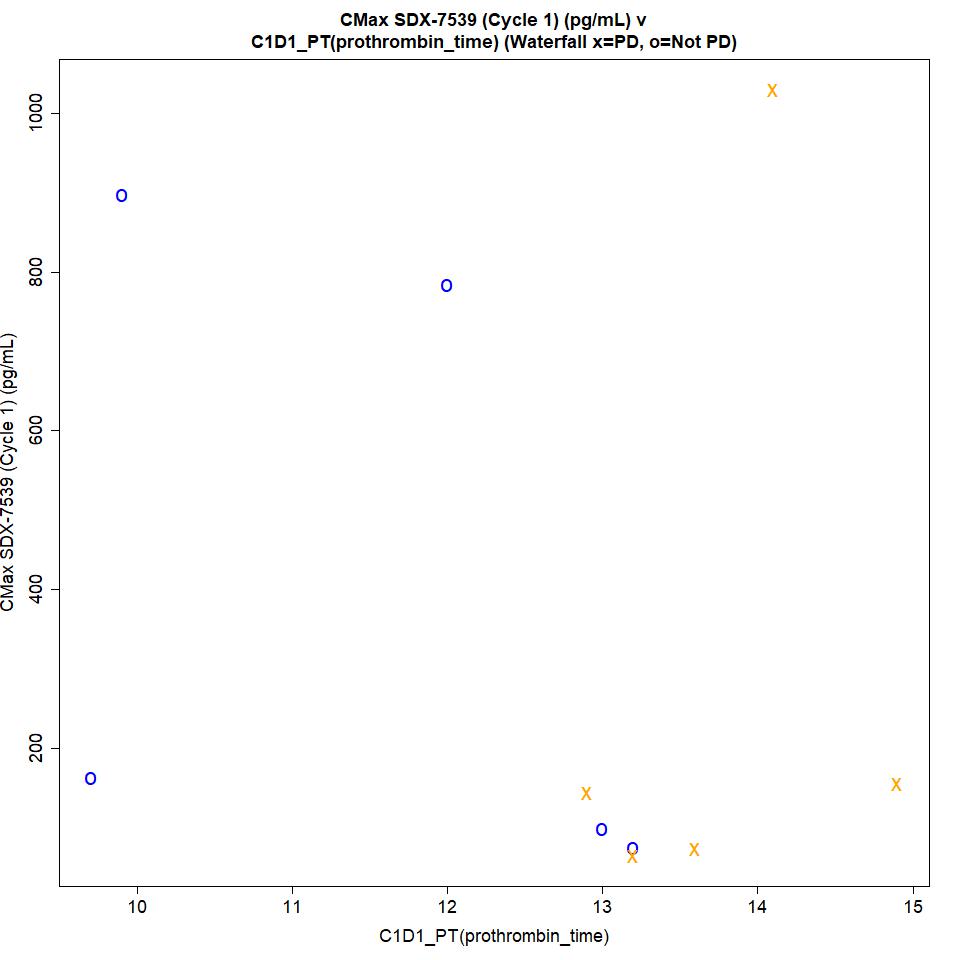 CMax SDX-7539 (Cycle 1) (pg/mL) v
C1D1_PT(prothrombin_time) (Waterfall x=PD, o=Not PD)
CMax SDX-7539 (Cycle 1) (pg/mL)
1000
800
600
400
200
10 11 12 13 14 15
C1D1_PT(prothrombin_time)